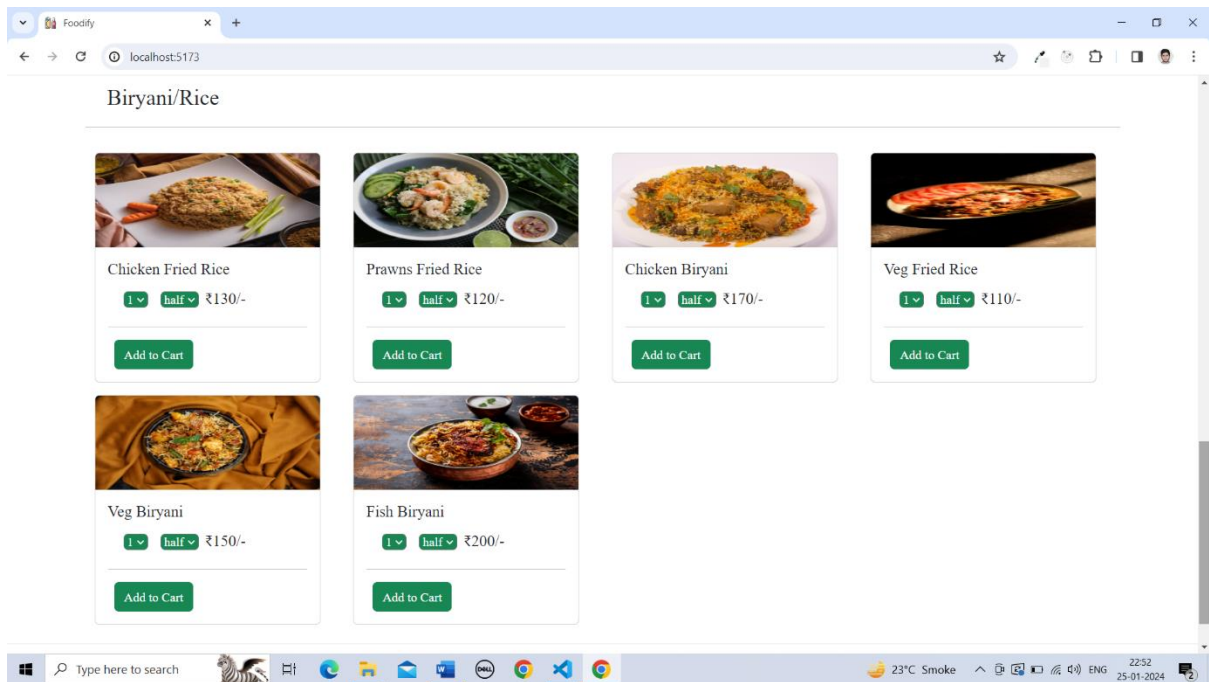 Foodify
localhost:5173
Biryani/Rice
Chicken Fried Rice
1 half ₹130/-
Add to Cart
Prawns Fried Rice
1 half ₹120/-
Add to Cart
Chicken Biryani
1 half ₹170/-
Add to Cart
Veg Fried Rice
1 half ₹110/-
Add to Cart
Veg Biryani
1 half ₹150/-
Add to Cart
Fish Biryani
1 half ₹200/-
Add to Cart
Type here to search
DELL
23°C Smoke
ENG
22:52
25-01-2024
2